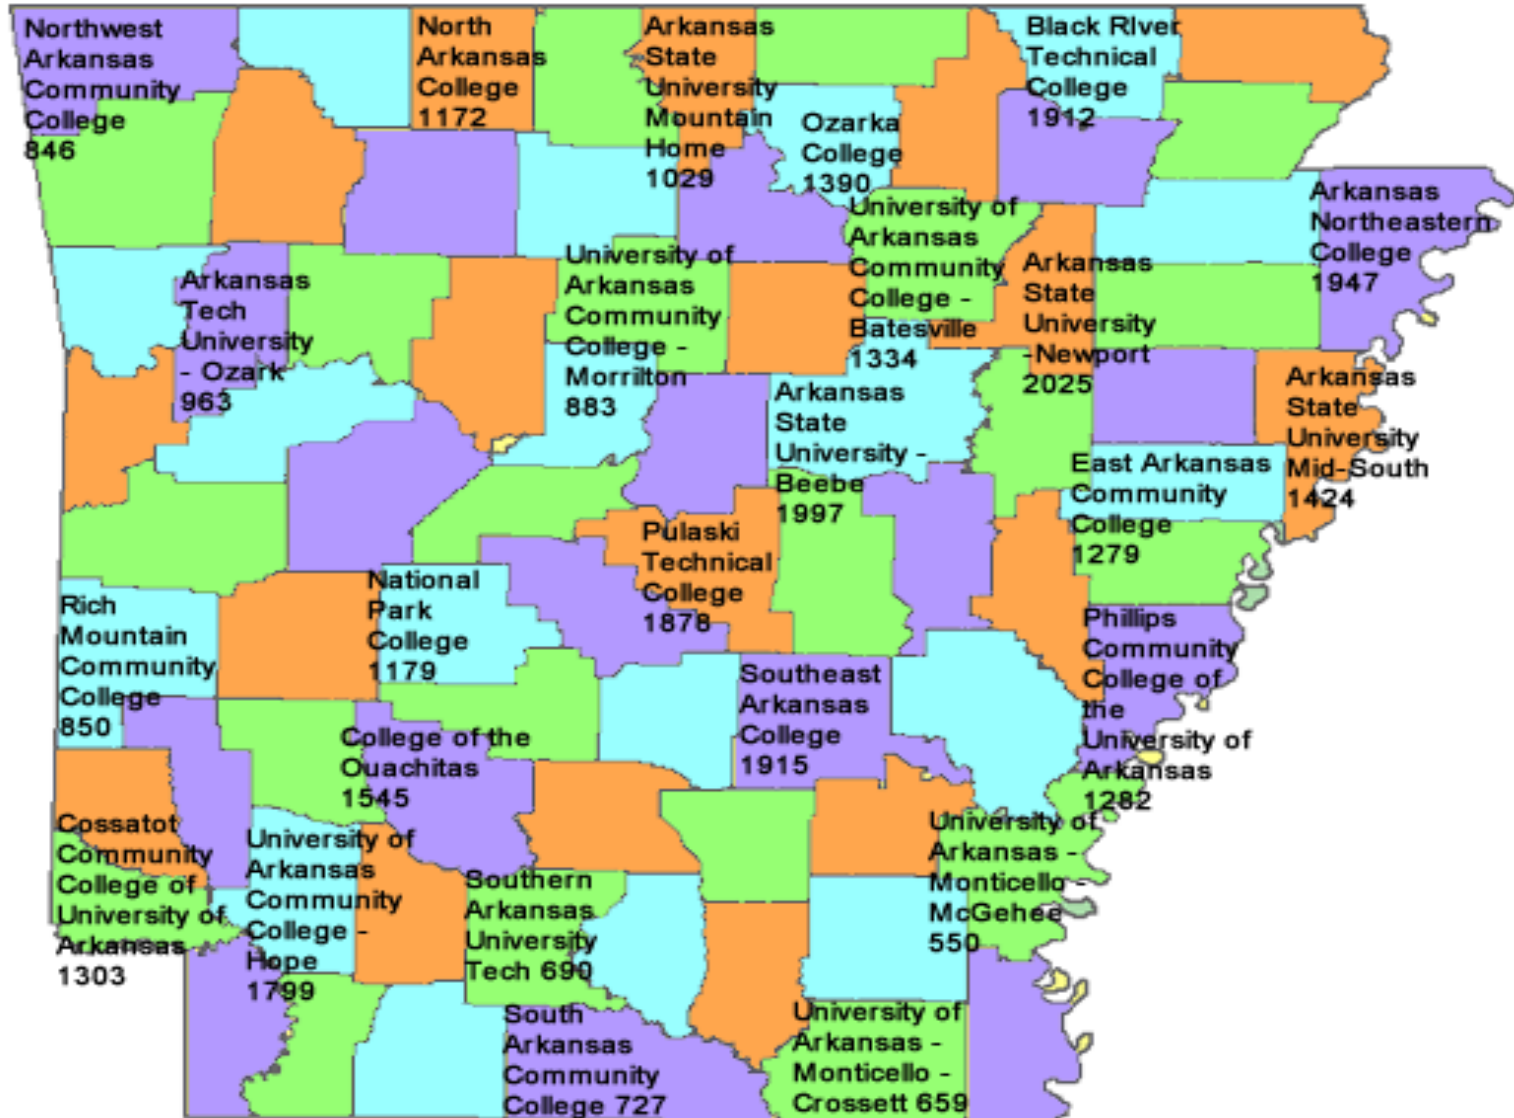 Northwest
Arkansas
Community
College
846
North
Arkansas
College
1172
Arkansas
State
University
Mountain
Home
1029
Black RIver
Technical
College
1912
Ozarka
College
1390
Arkansas
Northeastern
College
1947
University of
Arkansas
Community
College -
Batesville
1334
Arkansas
State
University
-Newport
2025
Arkansas
Tech
University
- Ozark
963
University of
Arkansas
Community
College -
Morrilton
883
Arkansas
State
University -
Beebe
1997
Arkansas
State
University
Mid-South
1424
East Arkansas
Community
College
1279
Pulaski
Technical
College
1878
National
Park
College
1179
Rich
Mountain
Community
College
850
Phillips
Community
College of
the
University of
Arkansas
1282
Southeast
Arkansas
College
1915
College of the
Ouachitas
1545
Cossatot
Community
College of
University of
Arkansas
1303
University of
Arkansas
Community
College -
Hope
1799
Southern
Arkansas
University
Tech 690
University of
Arkansas -
Monticello -
McGehee
550
South
Arkansas
Community
College 727
University of
Arkansas -
Monticello -
Crossett 659